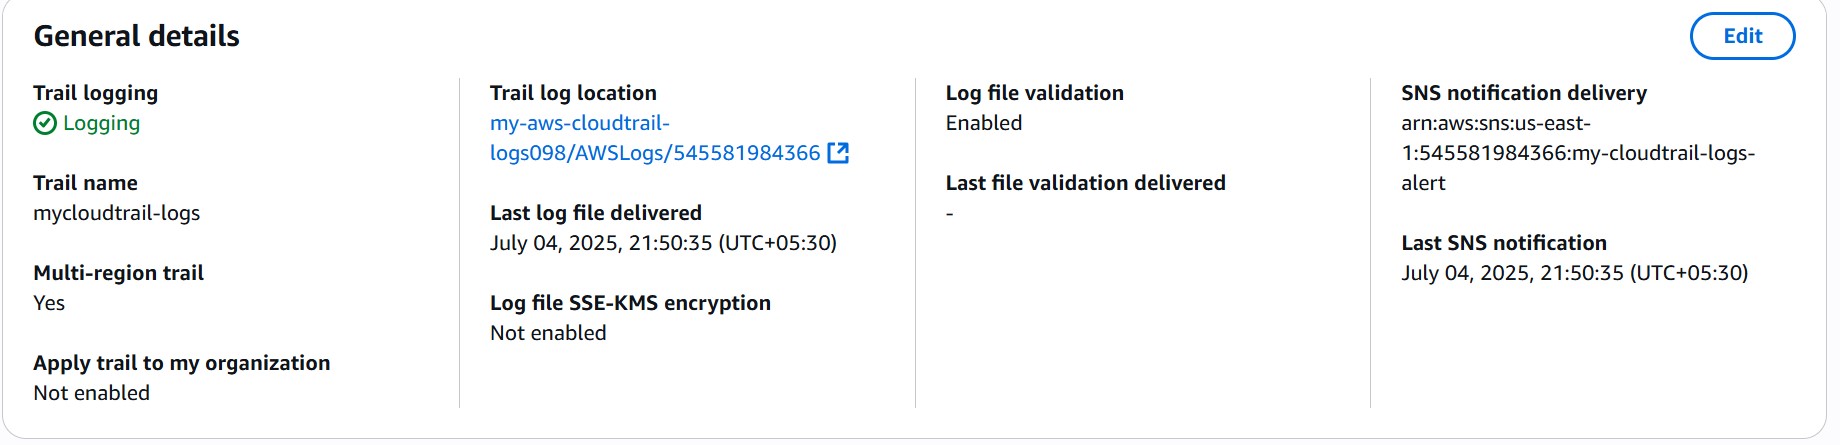 General details
Edit
Trail logging
Logging
Trail name
mycloudtrail-logs
Multi-region trail
Yes
Apply trail to my organization
Not enabled
Trail log location
my-aws-cloudtrail-
logs098/AWSLogs/545581984366
Last log file delivered
July 04, 2025, 21:50:35 (UTC+05:30)
Log file SSE-KMS encryption
Not enabled
Log file validation
Enabled
Last file validation delivered
-
SNS notification delivery
arn:aws:sns:us-east-
1:545581984366:my-cloudtrail-logs-
alert
Last SNS notification
July 04, 2025, 21:50:35 (UTC+05:30)